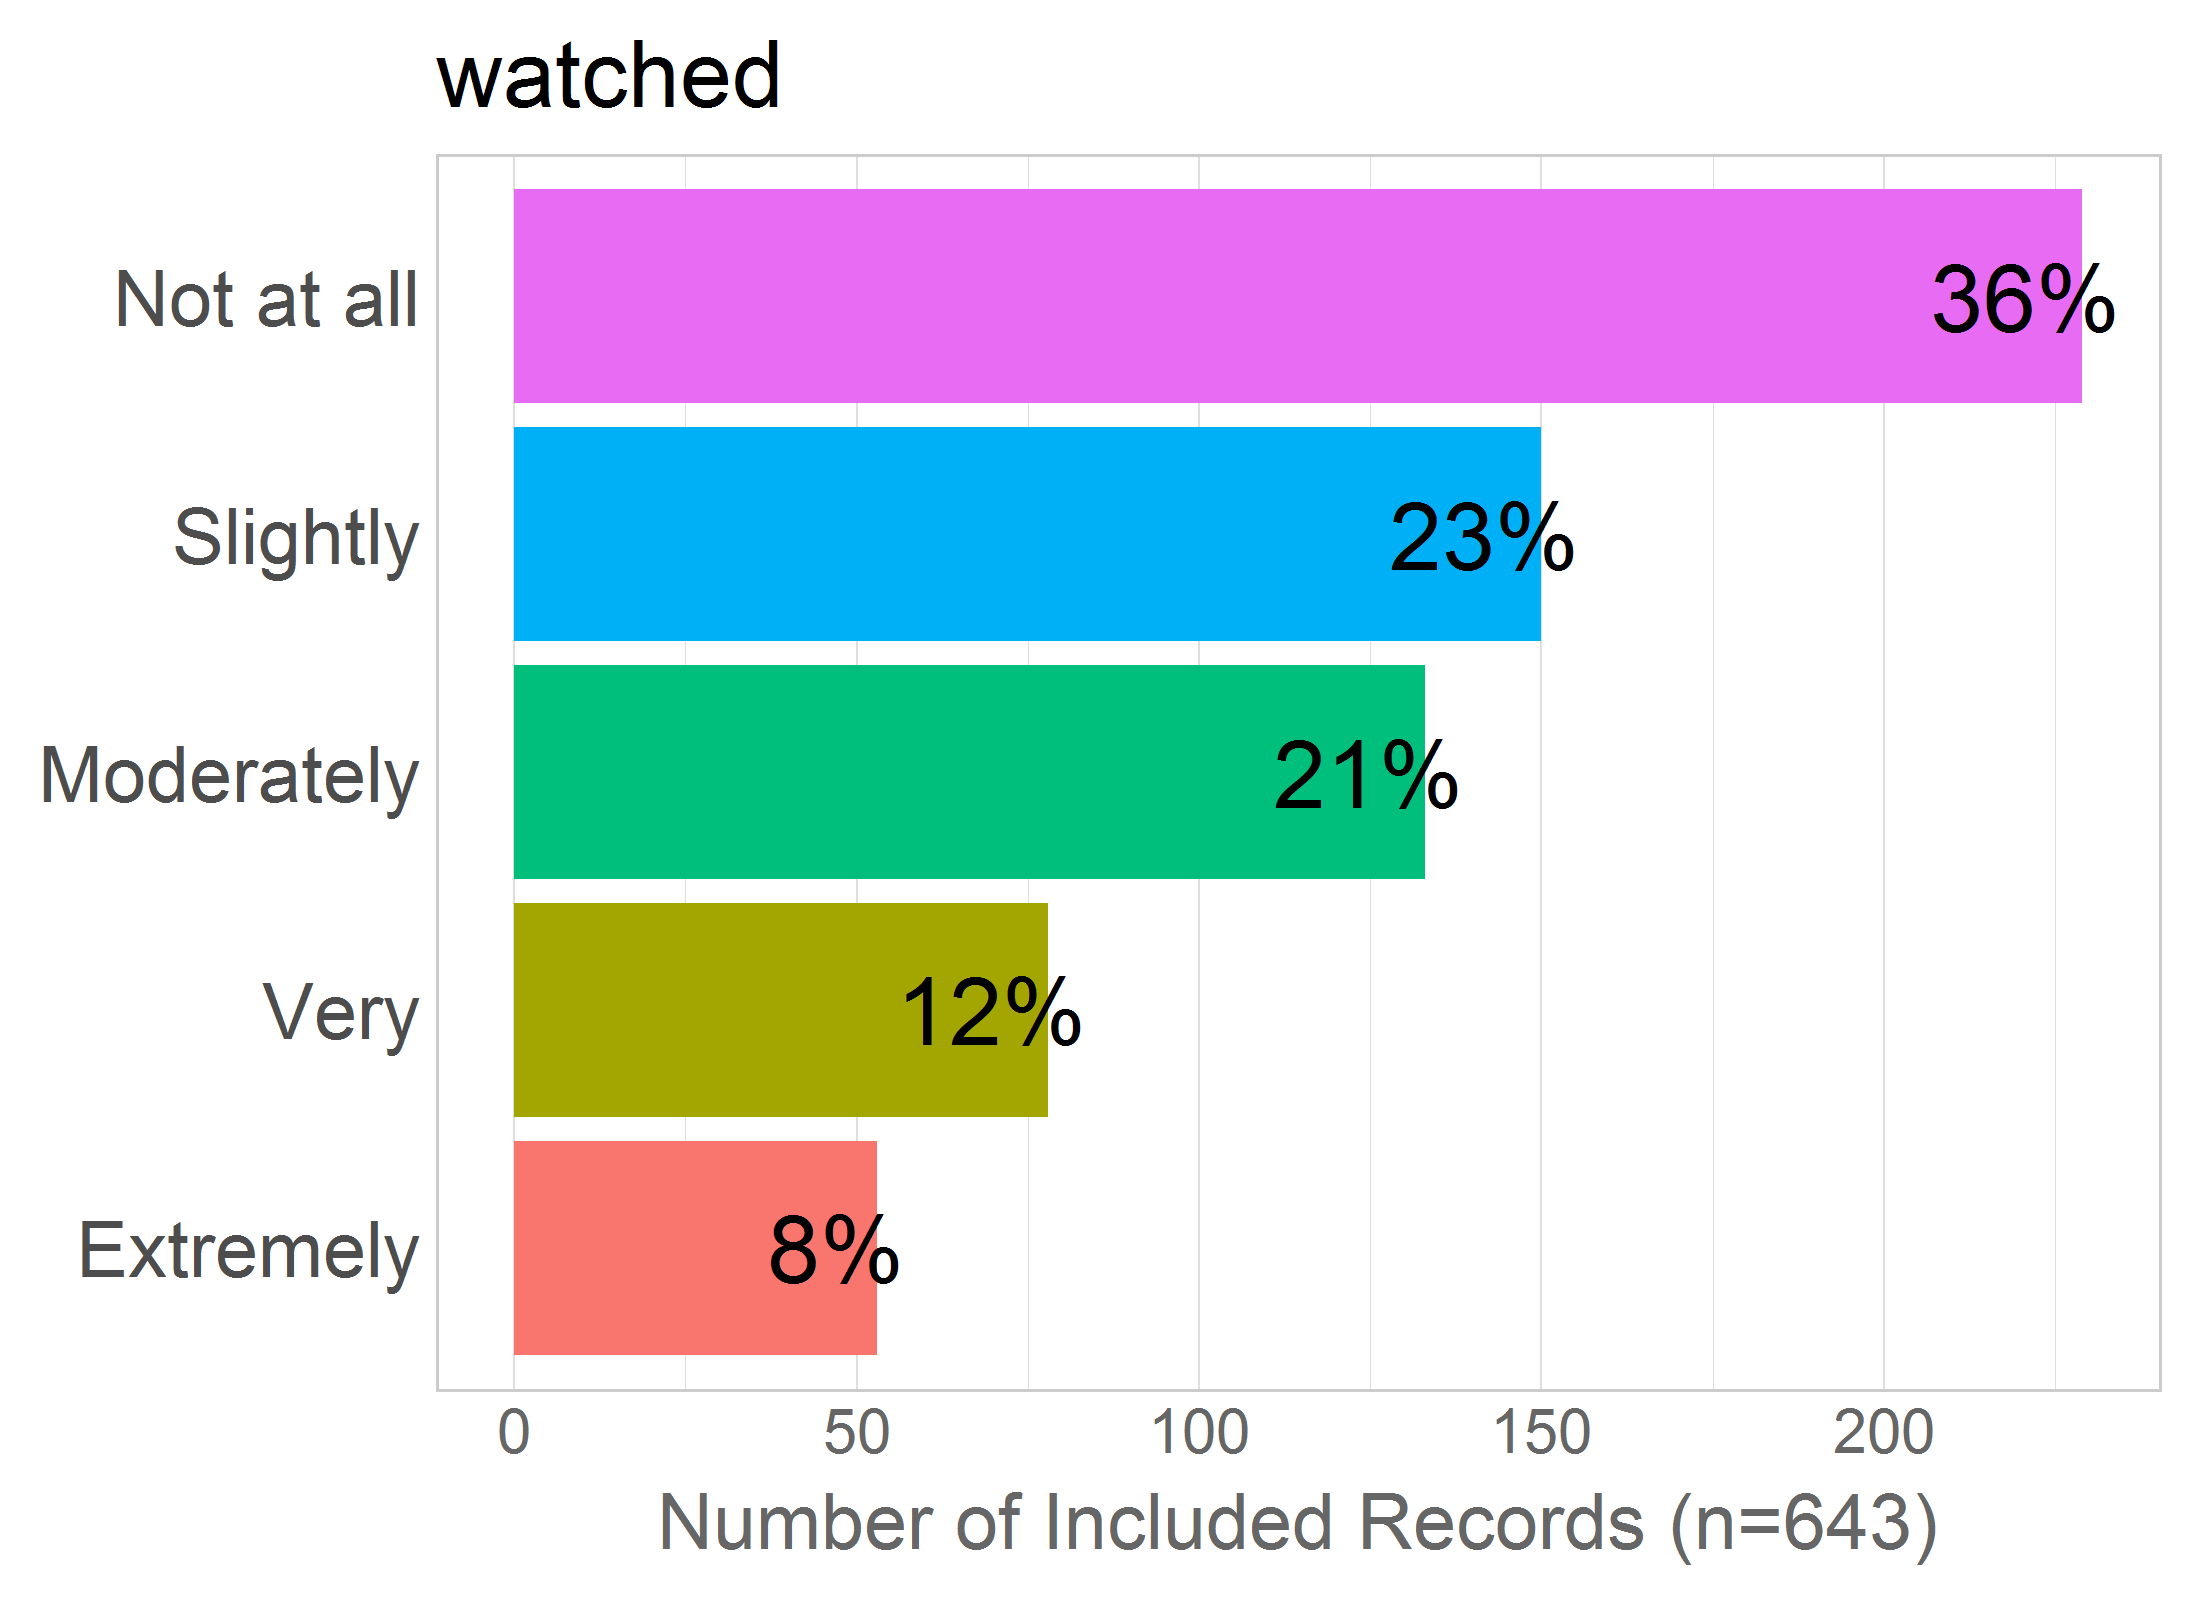 watched
Not at all
36%
Slightly
23%
Moderately
21%
Very
12%
Extremely
8%
0 50 100 150 200
Number of Included Records (n=643)